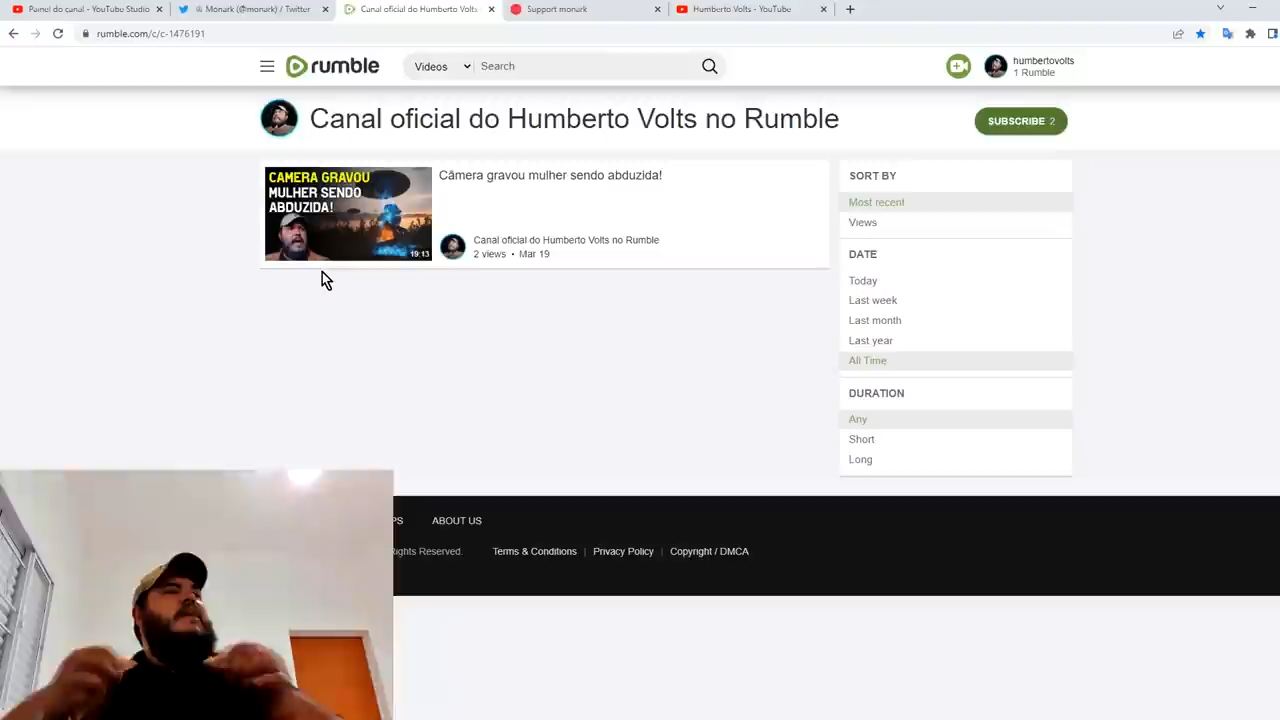 Painel do canal - YouTube Studio
Monark (@monark) / Twitter
Canal oficial do Humberto Volts
Support monark
Humberto Volts - YouTube
rumble.com/c/c-1476191
rumble
Videos
Search
humbertovolts
1 Rumble
Canal oficial do Humberto Volts no Rumble
SUBSCRIBE 2
CAMERA GRAVOU
MULHER SENDO
ABDUZIDA!
19:13
Câmera gravou mulher sendo abduzida!
Canal oficial do Humberto Volts no Rumble
2 views • Mar 19
SORT BY
Most recent
Views
DATE
Today
Last week
Last month
Last year
All Time
DURATION
Any
Short
Long
PS
ABOUT US
ights Reserved.
Terms & Conditions | Privacy Policy | Copyright / DMCA